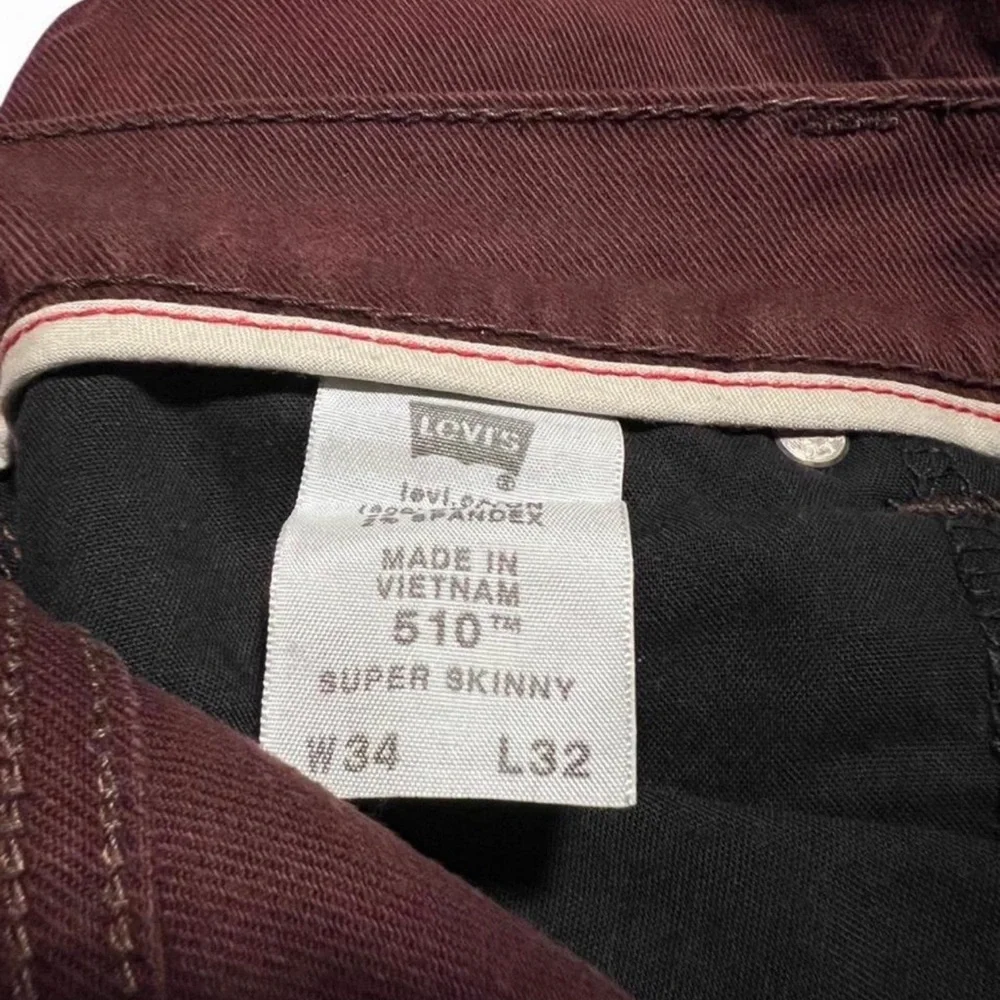 LEVI'S
®
MADE IN
VIETNAM
510™
SUPER SKINNY
W34 L32